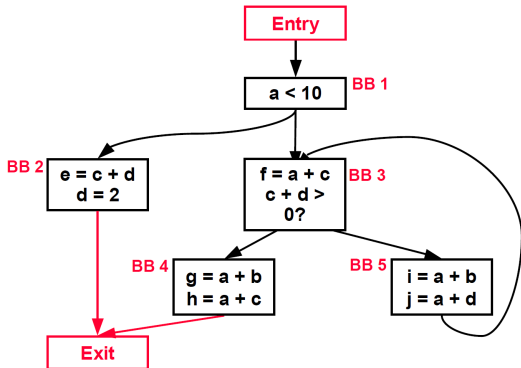 Entry
BB 1
a < 10
BB 2
e = c + d
d = 2
BB 3
f = a + c
c + d >
0?
BB 4
g = a + b
h = a + c
BB 5
i = a + b
j = a + d
Exit